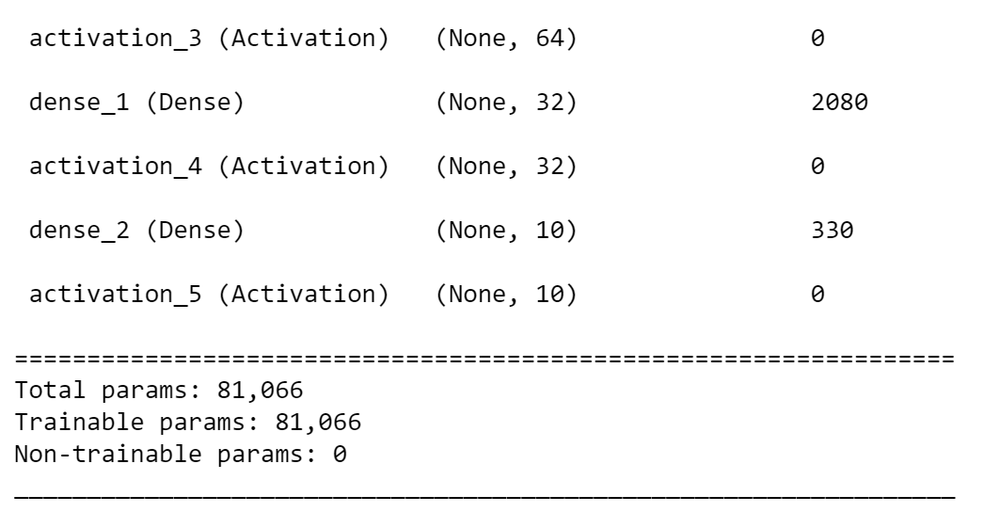 activation_3 (Activation)   (None, 64)                0
dense_1 (Dense)             (None, 32)                2080
activation_4 (Activation)   (None, 32)                0
dense_2 (Dense)             (None, 10)                330
activation_5 (Activation)   (None, 10)                0
=================================================================
Total params: 81,066
Trainable params: 81,066
Non-trainable params: 0
_________________________________________________________________